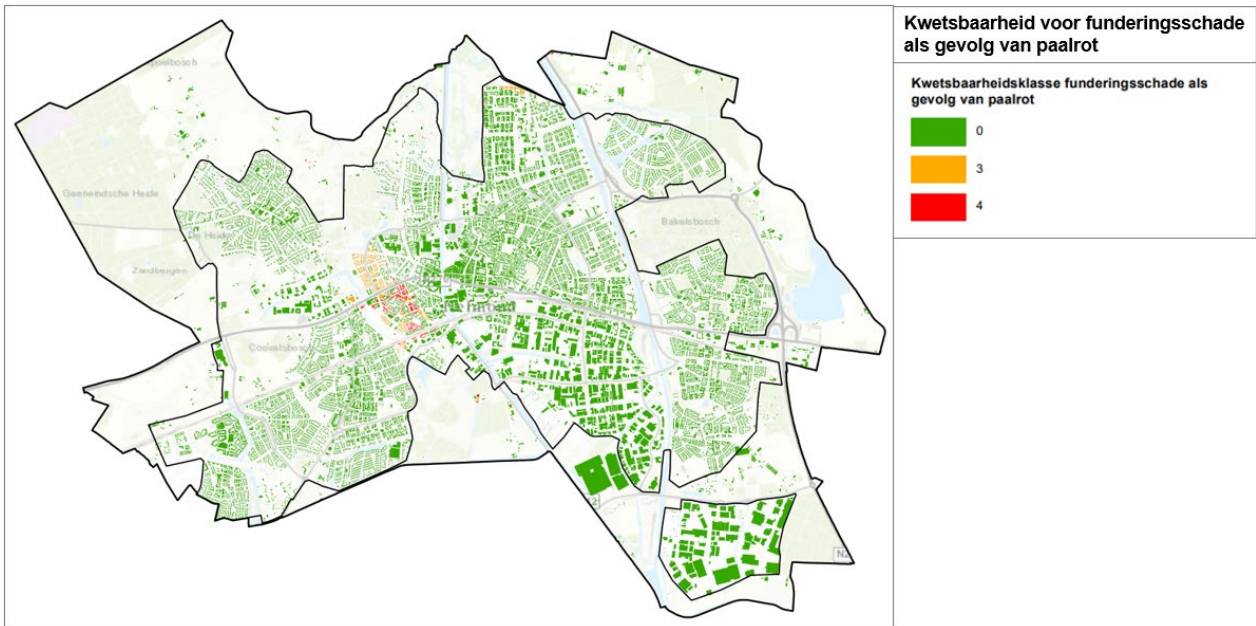 Kwetsbaarheid voor funderingsschade
als gevolg van paalrot
Kwetsbaarheidsklasse funderingsschade als
gevolg van paalrot
0
3
4
Geeneindsche Heide
Zandbergen
Bakelsbosch
N2